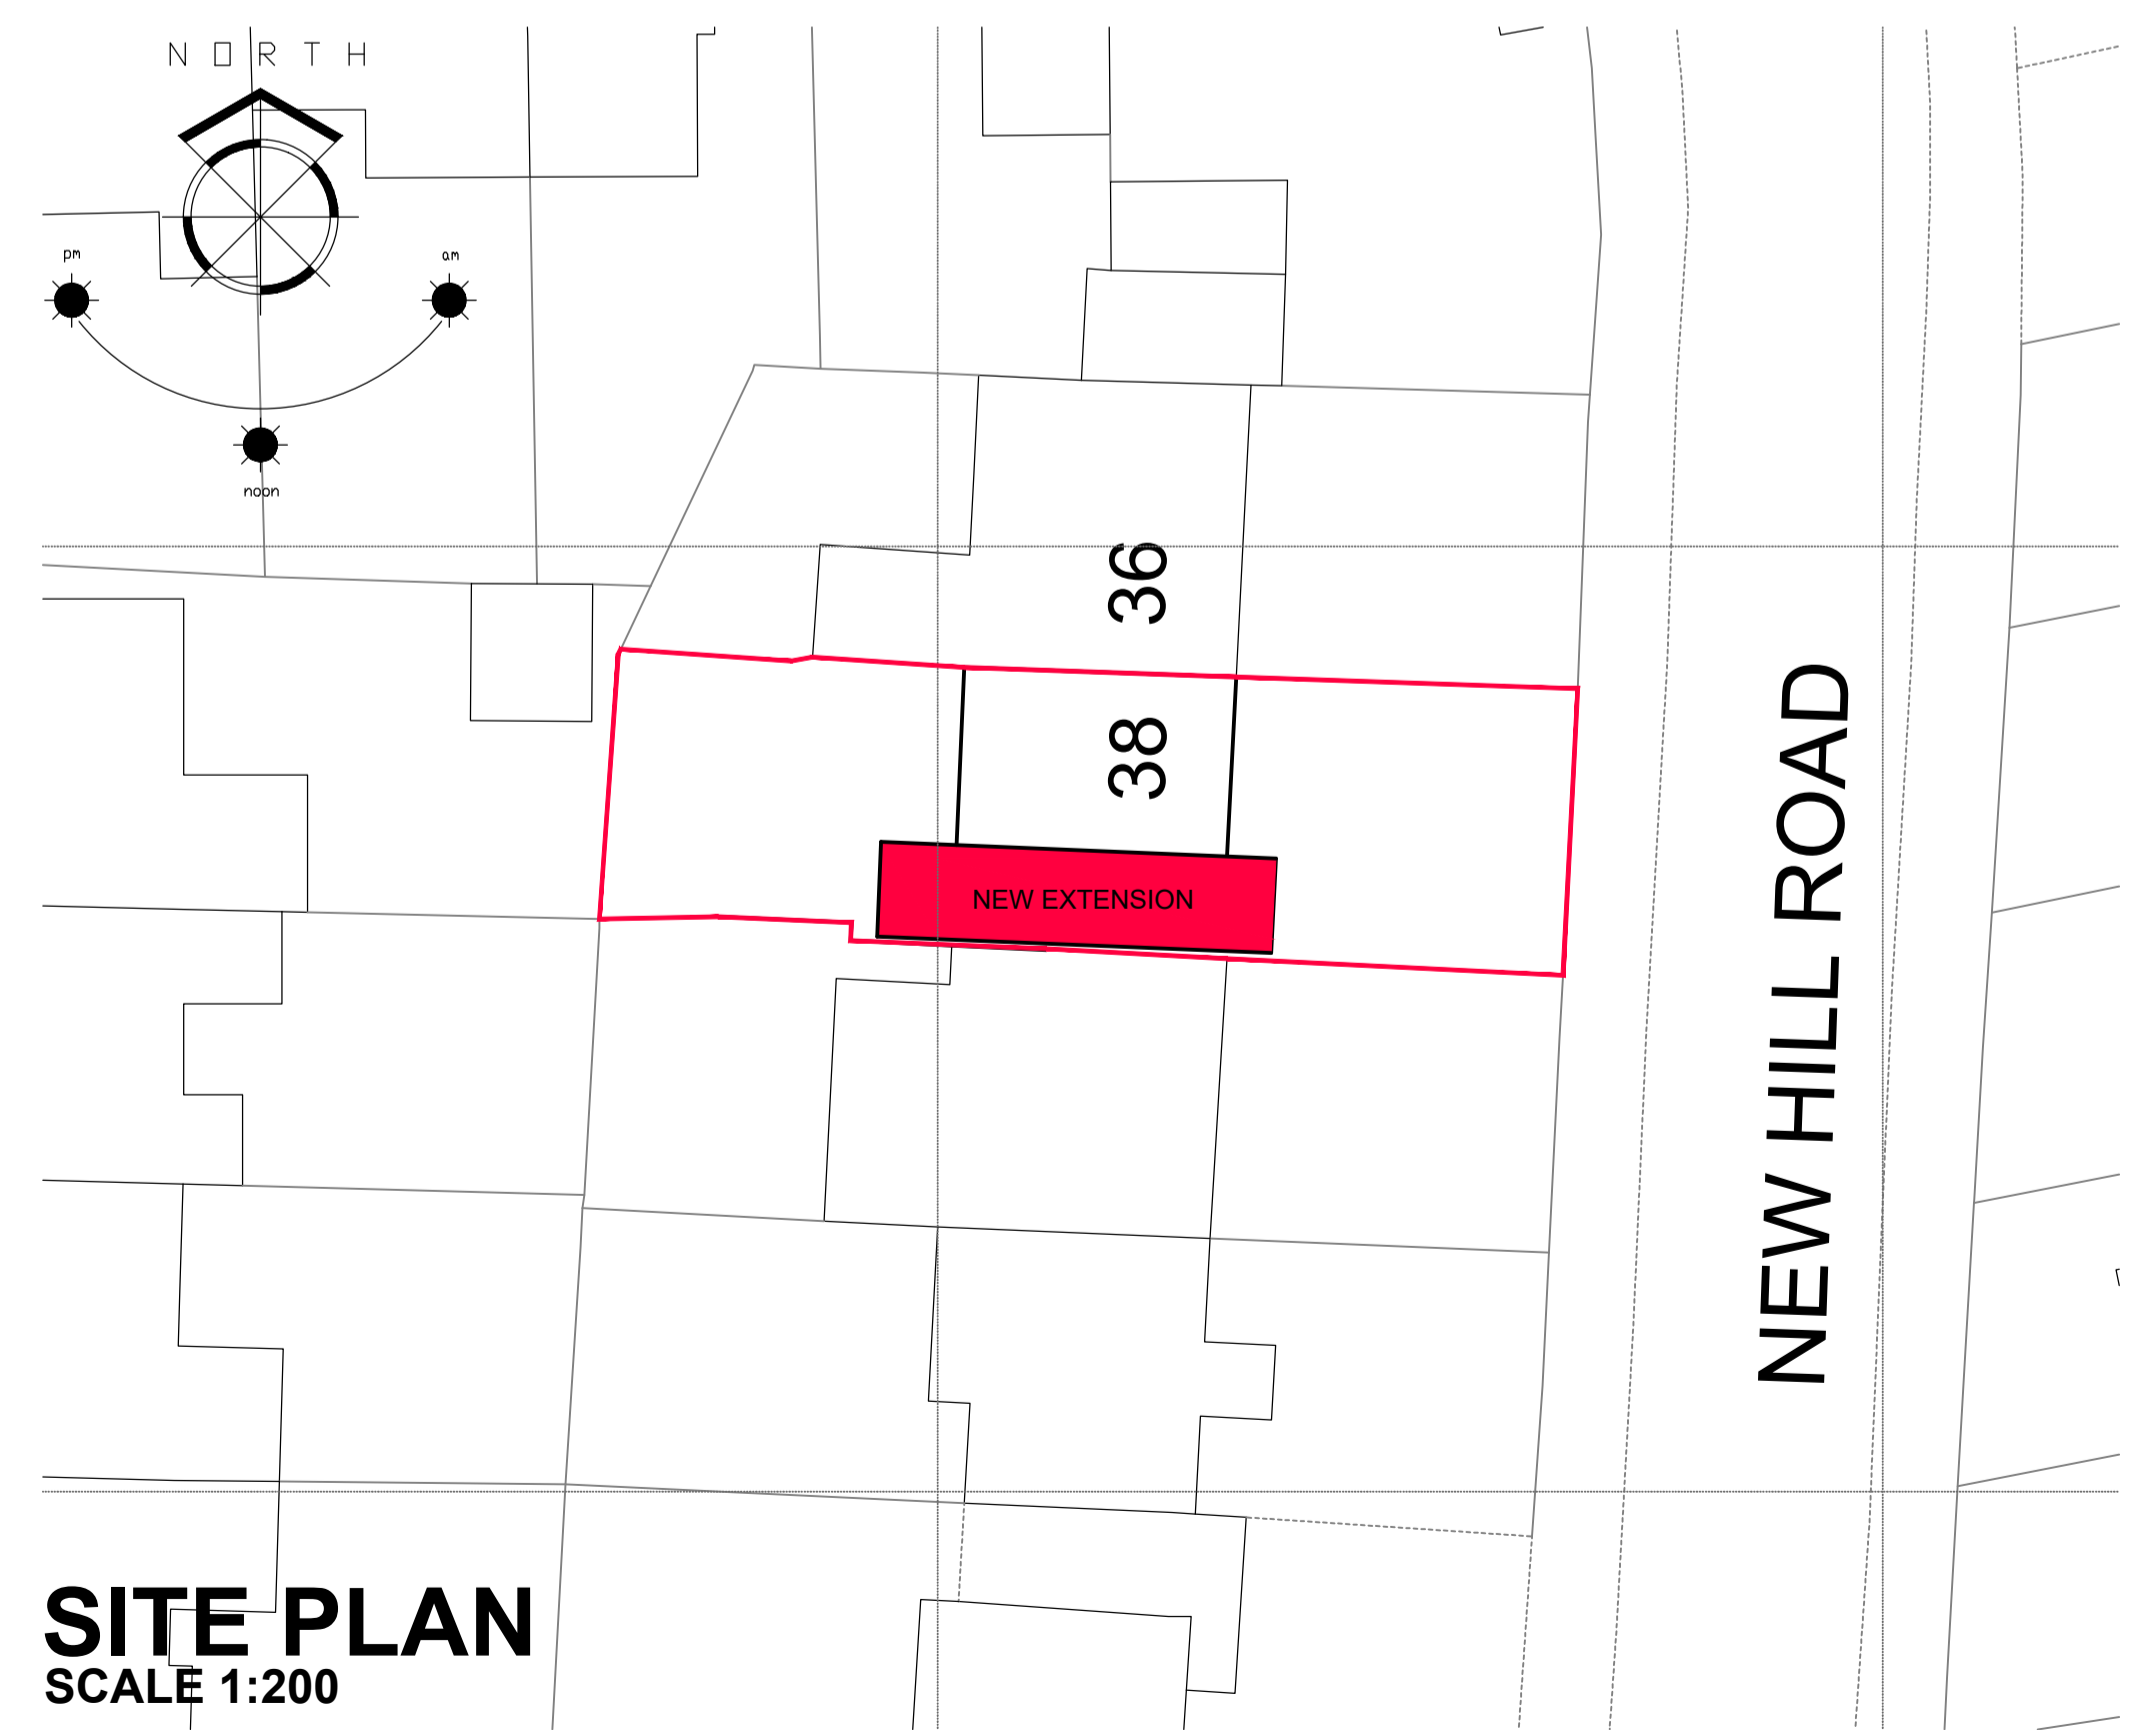 NORTH
pm
am
noon
36
38
NEW EXTENSION
NEW HILL ROAD
SITE PLAN
SCALE 1:200